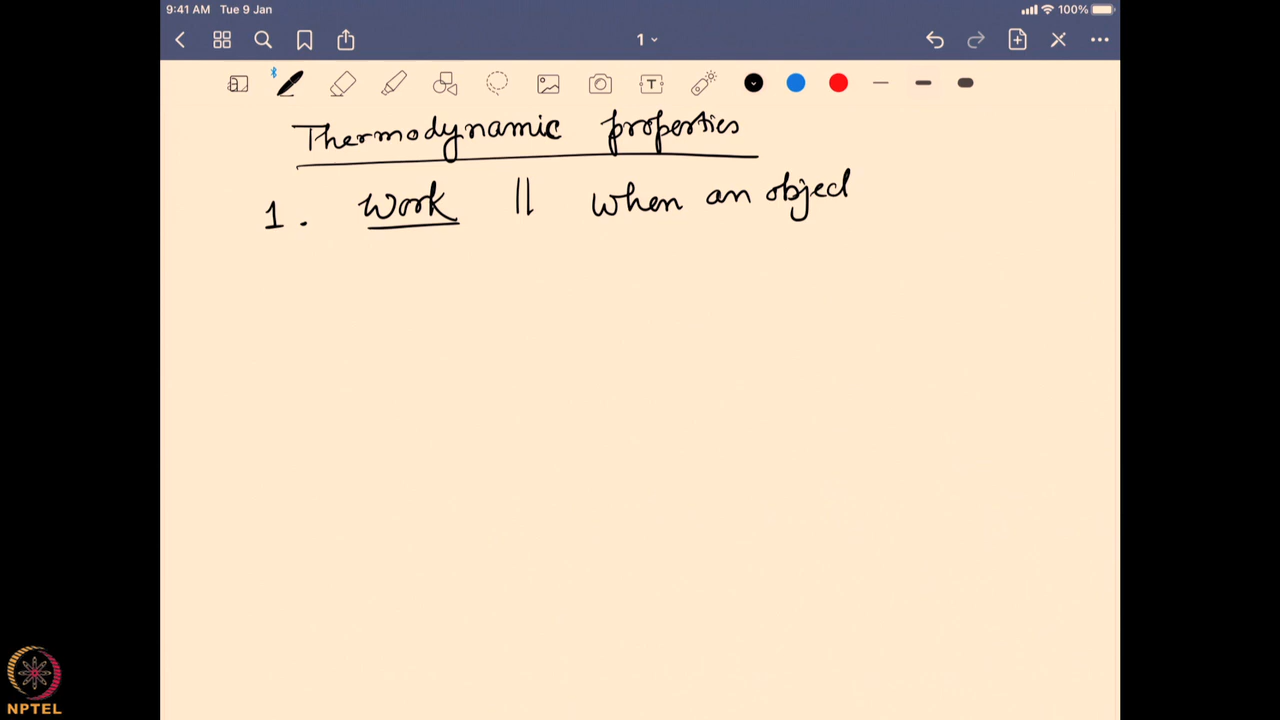 9:41 AM Tue 9 Jan 100%
1
T
Thermodynamic properties
1. Work || when an object
NPTEL